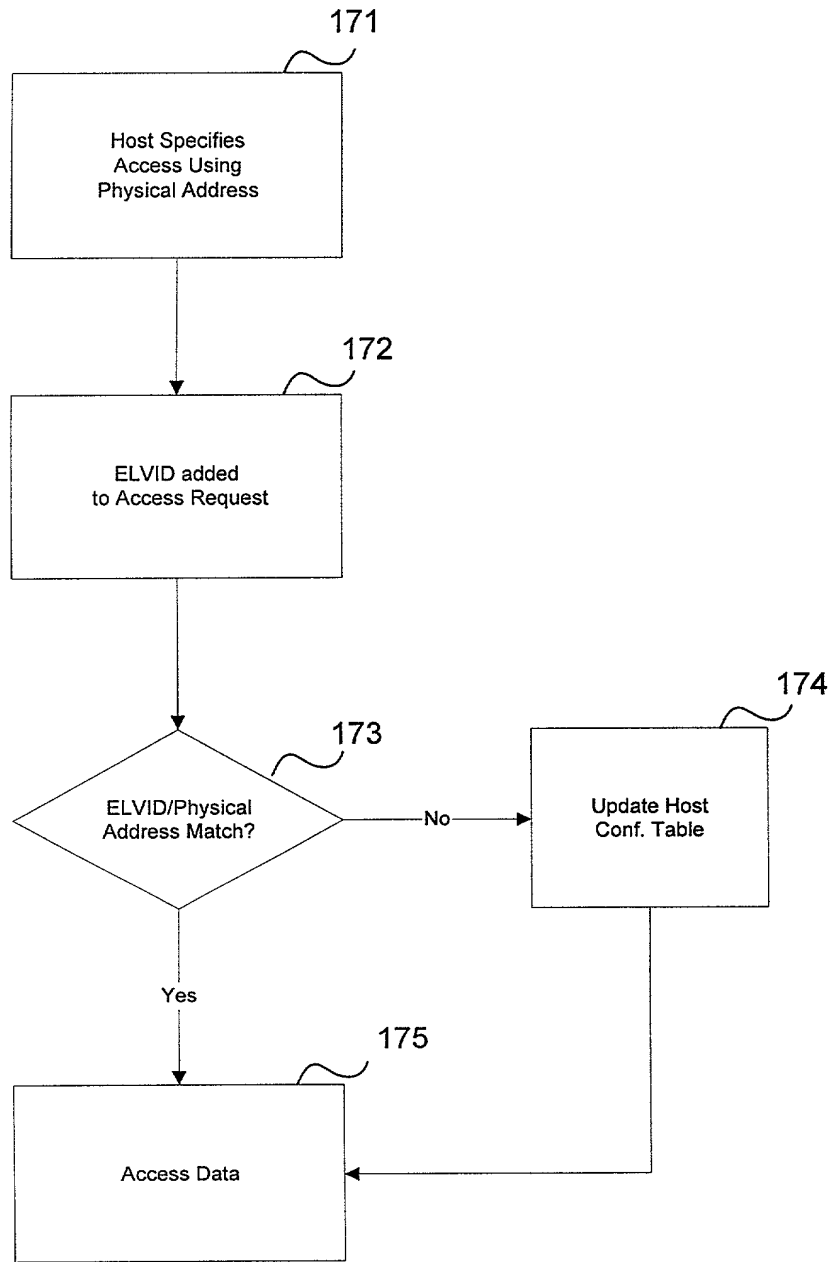 171
Host Specifies
Access Using
Physical Address
172
ELVID added
to Access Request
173
ELVID/Physical
Address Match?
No
174
Update Host
Conf. Table
Yes
175
Access Data